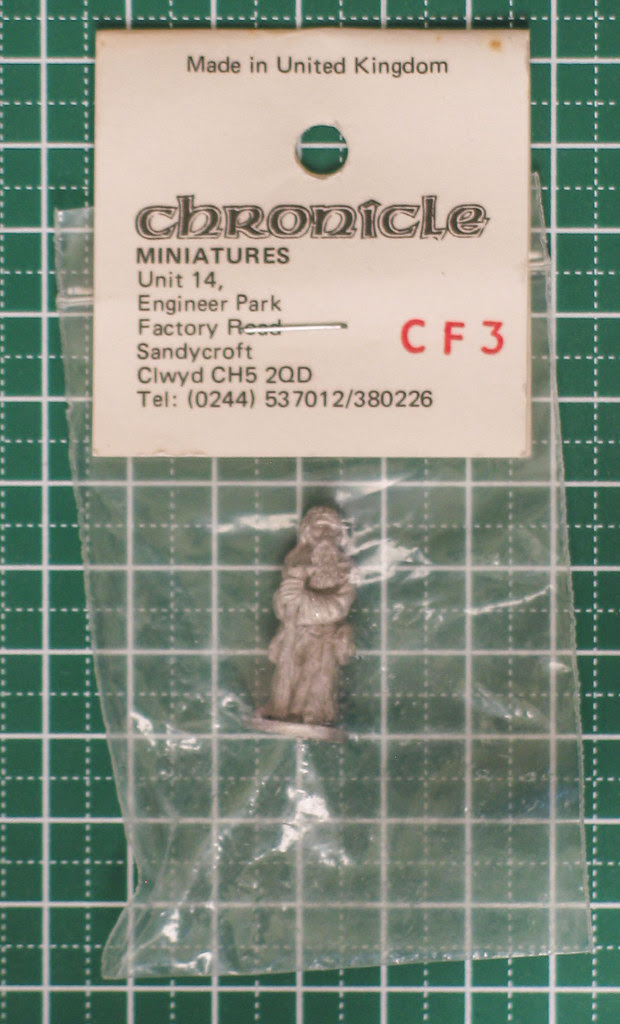 Made in United Kingdom
chronicle
MINIATURES
Unit 14,
Engineer Park
Factory Road
Sandycroft
Clwyd CH5 2QD
Tel: (0244) 537012/380226
CF3